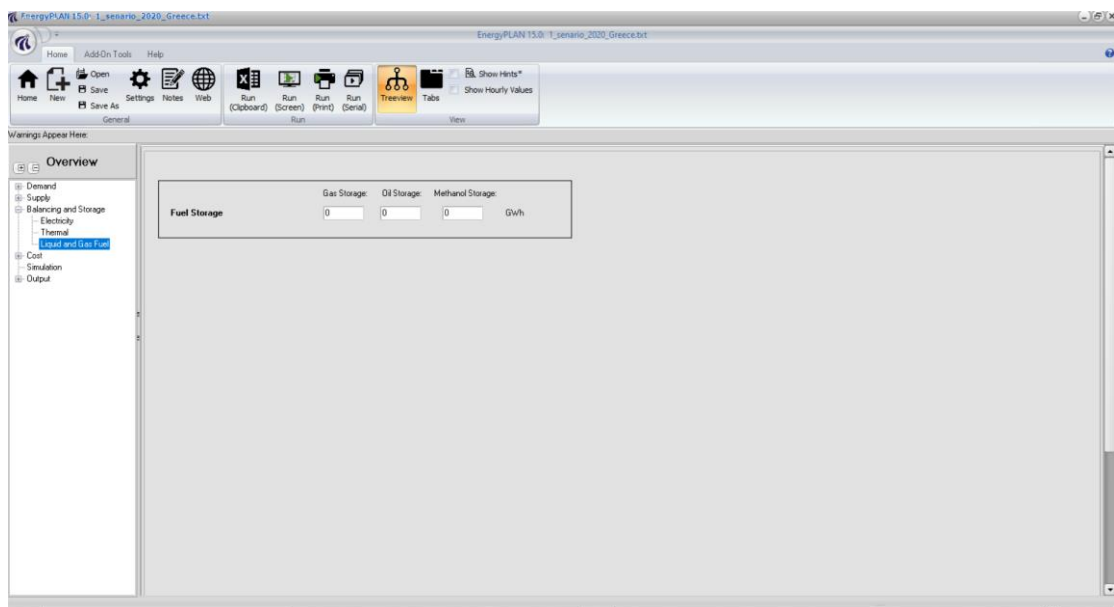 EnergyPLAN 15.0: 1_senario_2020_Greece.txt
EnergyPLAN 15.0: 1_senario_2020_Greece.txt
Home Add-On Tools Help
Home New Open Save Save As Settings Notes Web Run (Clipboard) Run (Screen) Run (Print) Run (Serial) Treeview Tabs Show Hints* Show Hourly Values
General Run View
Warnings Appear Here:
Overview
Demand
Supply
Balancing and Storage
Electricity
Thermal
Liquid and Gas Fuel
Cost
Simulation
Output
Gas Storage: Oil Storage: Methanol Storage:
Fuel Storage 0 0 0 GWh